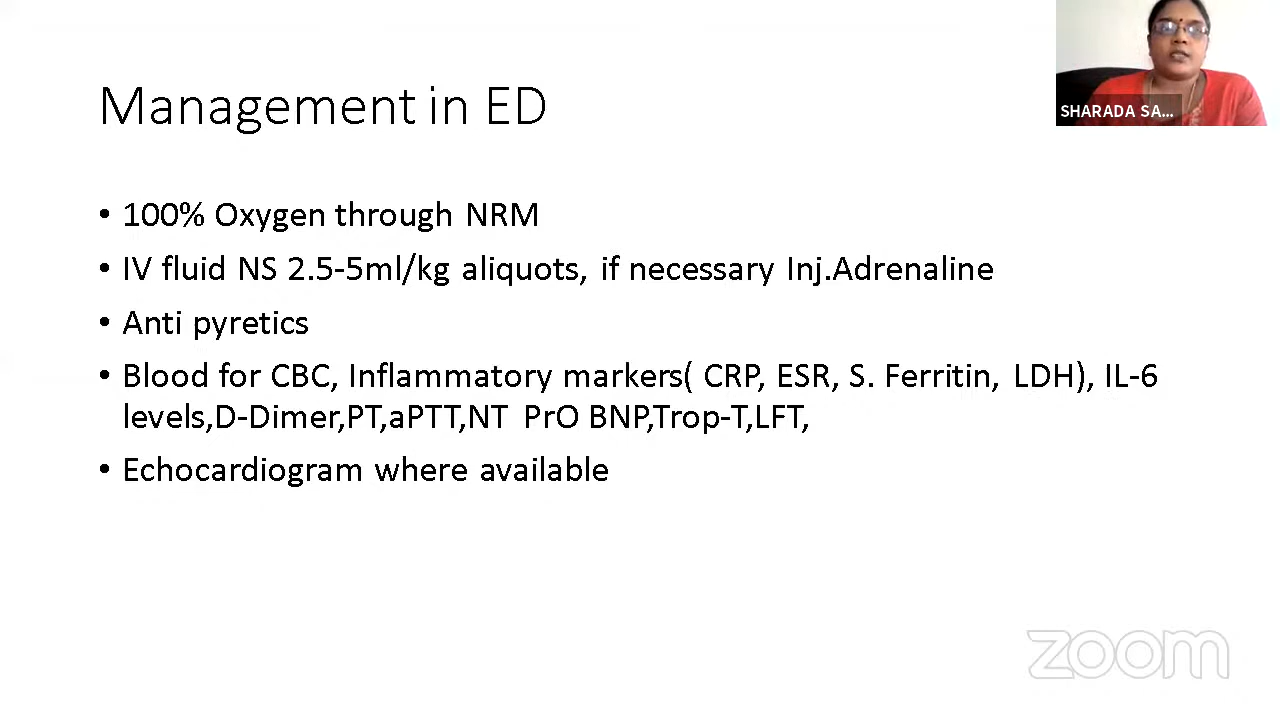 Management in ED
SHARADA SA...
• 100% Oxygen through NRM
• IV fluid NS 2.5-5ml/kg aliquots, if necessary Inj.Adrenaline
• Anti pyretics
• Blood for CBC, Inflammatory markers( CRP, ESR, S. Ferritin, LDH), IL-6
levels,D-Dimer,PT,aPTT,NT PrO BNP,Trop-T,LFT,
• Echocardiogram where available
zoom